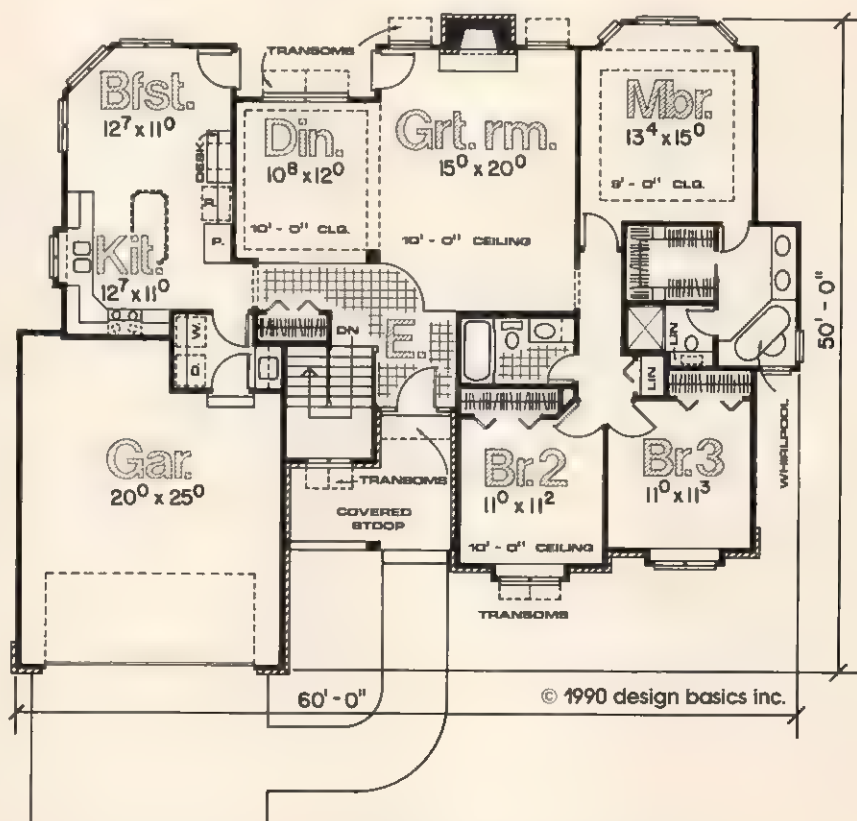 TRANSOMS
Bfst.
12⁷ x 11⁰
DESK
R.
P.
Din.
10⁸ x 12⁰
10'-0" CLG.
Grt. rm.
15⁰ x 20⁰
10'-0" CEILING
Mbr.
13⁴ x 15⁰
9'-0" CLG.
Kit.
12⁷ x 11⁰
W.
D.
DN
E.
LIN
LIN
WHIRLPOOL
50'-0"
Gar.
20⁰ x 25⁰
TRANSOMS
COVERED
STOOP
Br. 2
11⁰ x 11²
10'-0" CEILING
TRANSOMS
Br. 3
11⁰ x 11³
60'-0"
© 1990 design basics inc.